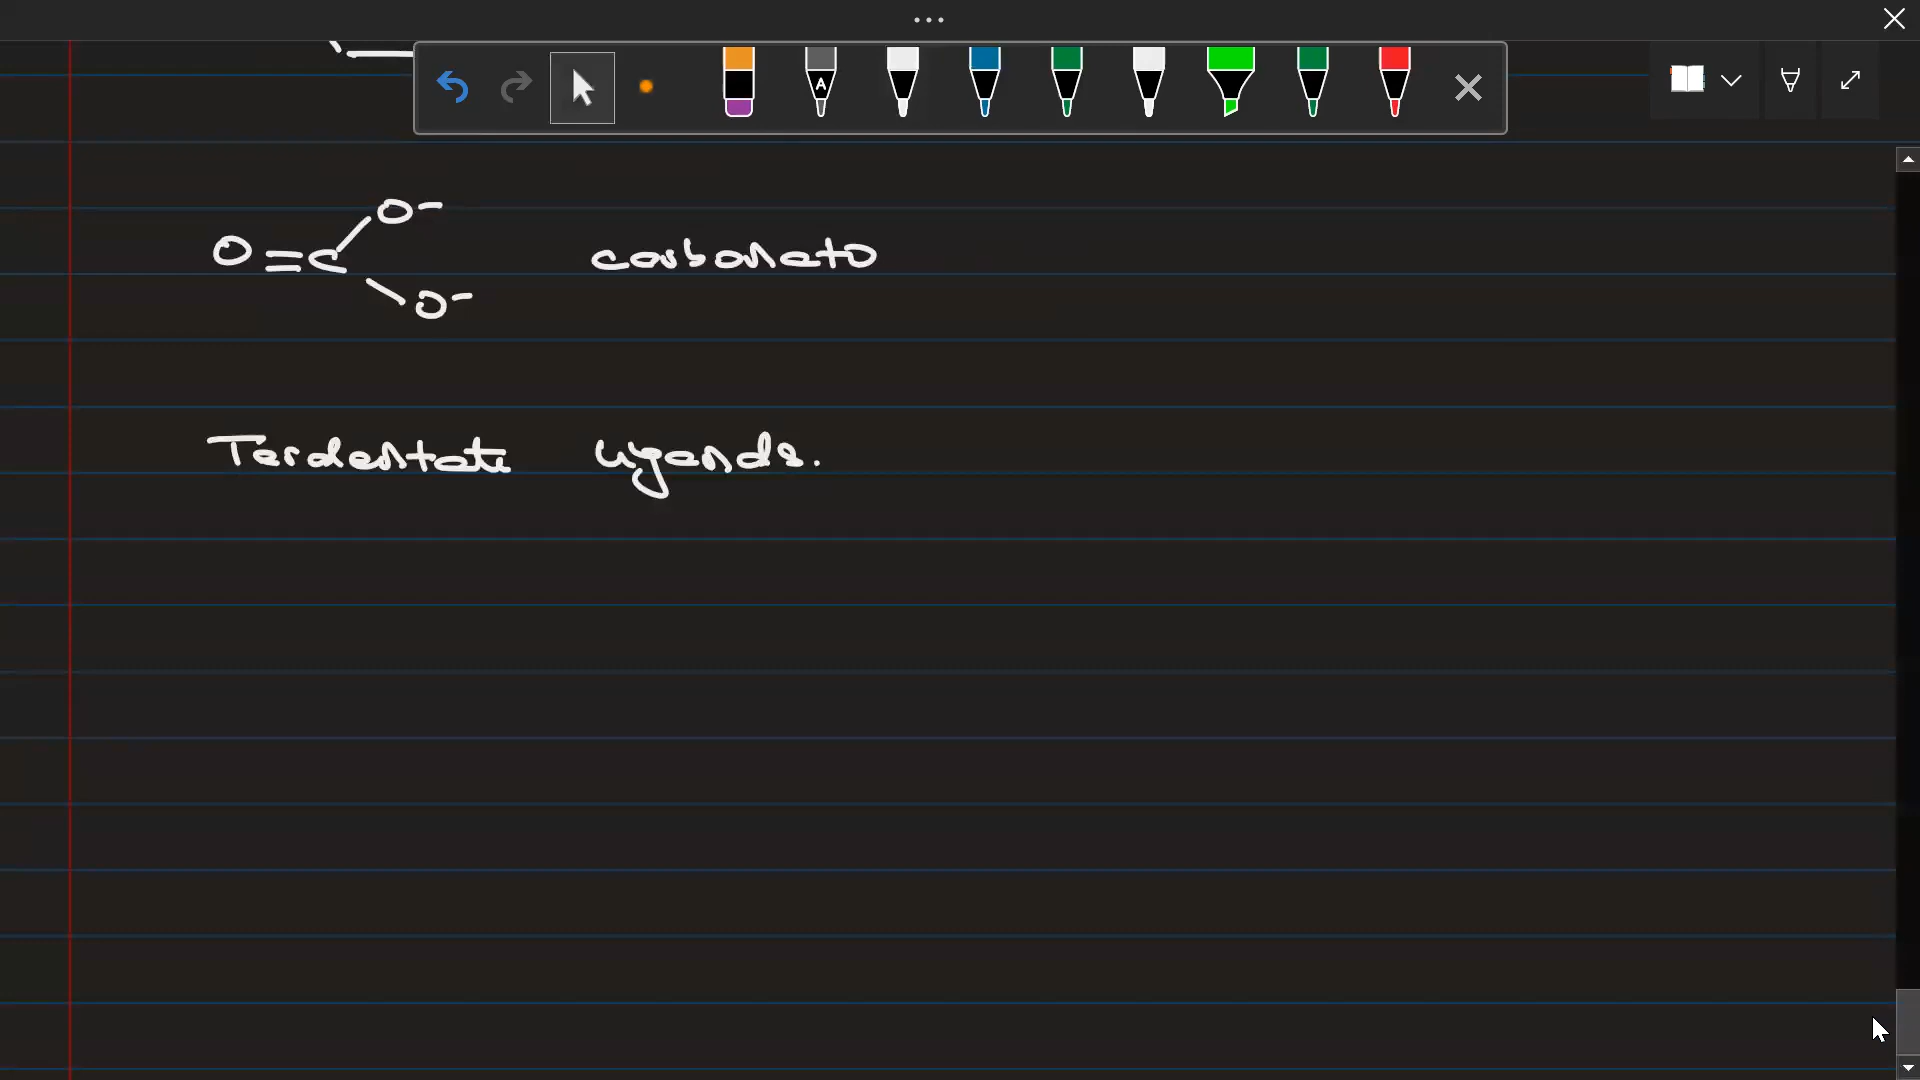 O⁻
O=C carbonato
O⁻
Terdentate ligands.
A